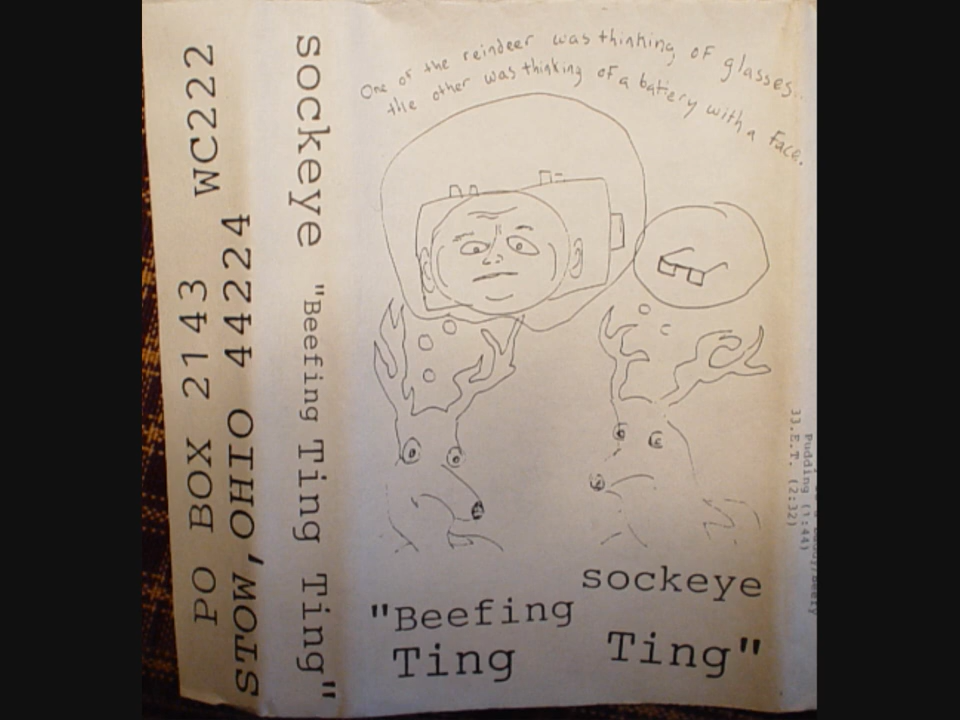 PO BOX 2143 WC222
STOW, OHIO 44224
sockeye "Beefing Ting Ting"
One of the reindeer was thinking of glasses..
the other was thinking of a battery with a face.
sockeye
"Beefing
Ting Ting"
Pudding (1:44)
33.E.T. (2:32)